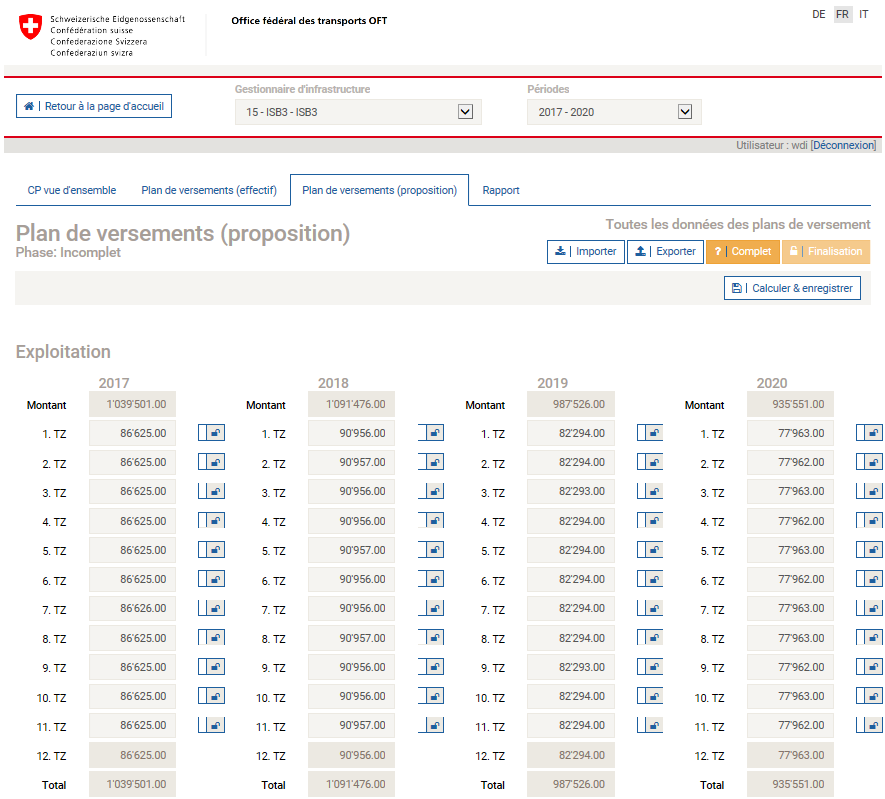 Schweizerische Eidgenossenschaft
Confédération suisse
Confederazione Svizzera
Confederaziun svizra
Office fédéral des transports OFT
DE FR IT
Gestionnaire d'infrastructure Périodes
| Retour à la page d'accueil 15 - ISB3 - ISB3 2017 - 2020
Utilisateur : wdi [Déconnexion]
CP vue d'ensemble Plan de versements (effectif) Plan de versements (proposition) Rapport
Plan de versements (proposition) Toutes les données des plans de versement
Phase: Incomplet | Importer | Exporter ? | Complet | Finalisation
| Calculer & enregistrer
Exploitation
2017 2018 2019 2020
Montant 1'039'501.00 Montant 1'091'476.00 Montant 987'526.00 Montant 935'551.00
1. TZ 86'625.00 1. TZ 90'956.00 1. TZ 82'294.00 1. TZ 77'963.00
2. TZ 86'625.00 2. TZ 90'957.00 2. TZ 82'294.00 2. TZ 77'962.00
3. TZ 86'625.00 3. TZ 90'956.00 3. TZ 82'293.00 3. TZ 77'963.00
4. TZ 86'625.00 4. TZ 90'956.00 4. TZ 82'294.00 4. TZ 77'962.00
5. TZ 86'625.00 5. TZ 90'957.00 5. TZ 82'294.00 5. TZ 77'963.00
6. TZ 86'625.00 6. TZ 90'956.00 6. TZ 82'294.00 6. TZ 77'962.00
7. TZ 86'626.00 7. TZ 90'956.00 7. TZ 82'294.00 7. TZ 77'963.00
8. TZ 86'625.00 8. TZ 90'957.00 8. TZ 82'294.00 8. TZ 77'963.00
9. TZ 86'625.00 9. TZ 90'956.00 9. TZ 82'293.00 9. TZ 77'962.00
10. TZ 86'625.00 10. TZ 90'956.00 10. TZ 82'294.00 10. TZ 77'963.00
11. TZ 86'625.00 11. TZ 90'957.00 11. TZ 82'294.00 11. TZ 77'962.00
12. TZ 86'625.00 12. TZ 90'956.00 12. TZ 82'294.00 12. TZ 77'963.00
Total 1'039'501.00 Total 1'091'476.00 Total 987'526.00 Total 935'551.00